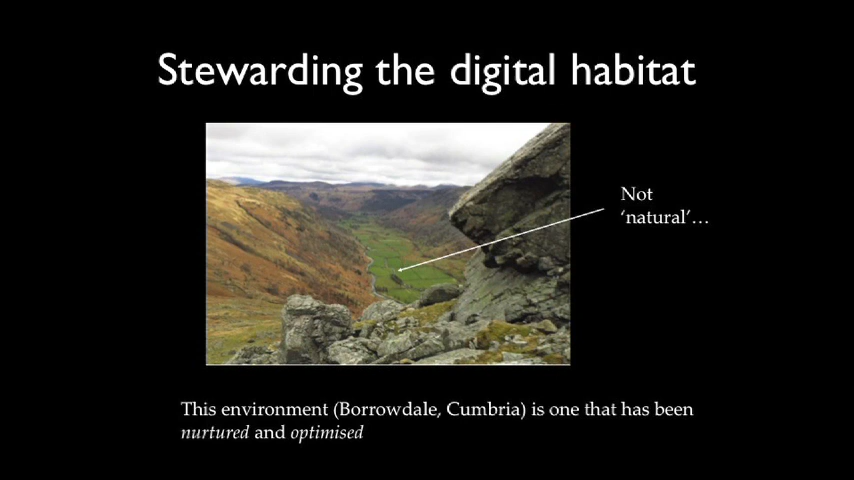 Stewarding the digital habitat
Not
‘natural’…
This environment (Borrowdale, Cumbria) is one that has been
nurtured and optimised